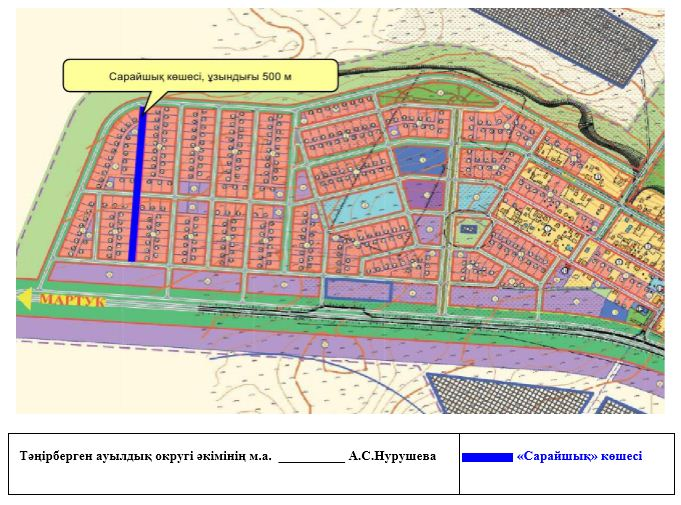 Сарайшық көшесі, ұзындығы 500 м
МАРТУК
Тәңірберген ауылдық округі әкімінің м.а. __________ А.С.Нурушева
«Сарайшық» көшесі